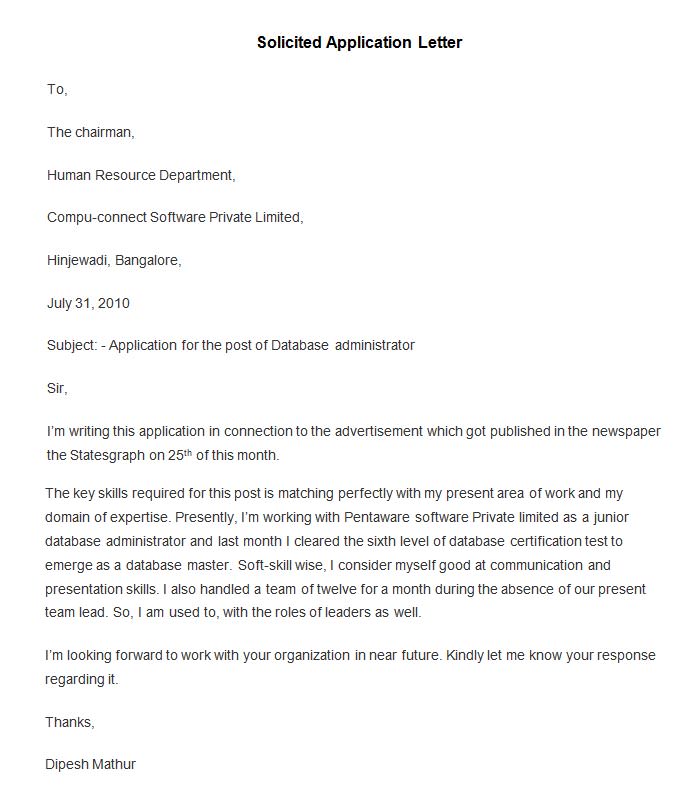 Solicited Application Letter
To,
The chairman,
Human Resource Department,
Compu-connect Software Private Limited,
Hinjewadi, Bangalore,
July 31, 2010
Subject: - Application for the post of Database administrator
Sir,
I’m writing this application in connection to the advertisement which got published in the newspaper
the Statesgraph on 25th of this month.
The key skills required for this post is matching perfectly with my present area of work and my
domain of expertise. Presently, I’m working with Pentaware software Private limited as a junior
database administrator and last month I cleared the sixth level of database certification test to
emerge as a database master. Soft-skill wise, I consider myself good at communication and
presentation skills. I also handled a team of twelve for a month during the absence of our present
team lead. So, I am used to, with the roles of leaders as well.
I’m looking forward to work with your organization in near future. Kindly let me know your response
regarding it.
Thanks,
Dipesh Mathur